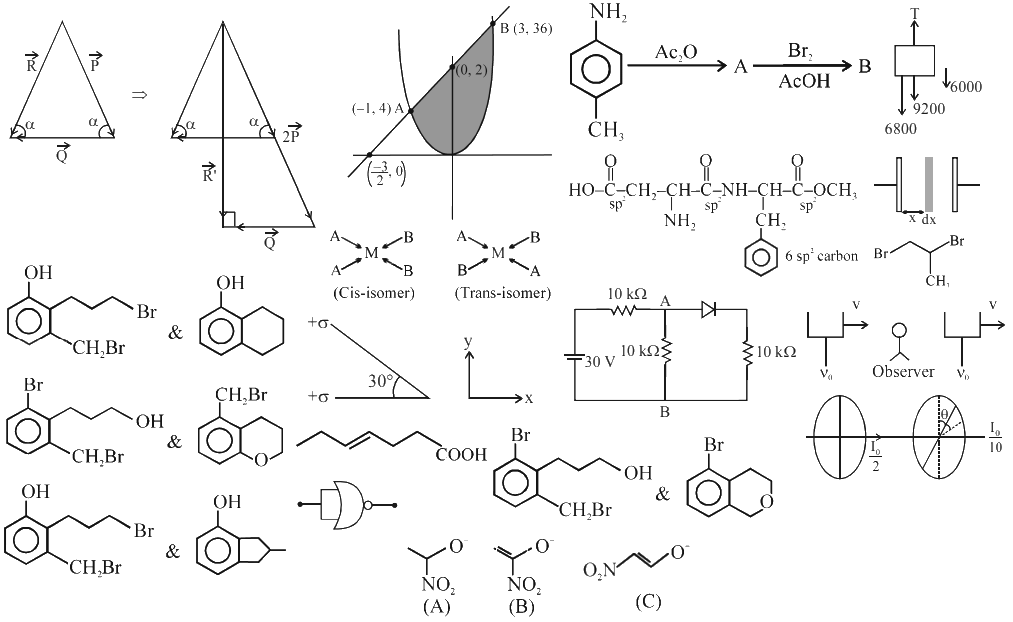 R P α α Q
⇒
α α 2P R' Q
B (3, 36)
(0, 2)
(−1, 4) A
(−3/2, 0)
NH₂
CH₃
Ac₂O
A
Br₂
AcOH
B
T
6000
9200
6800
O O O
HO−C−CH₂−CH−C−NH−CH−C−OCH₃
sp² sp² sp²
NH₂ CH₂
6 sp² carbon
x dx
Br Br
CH₃
A B A B
M M
A B B A
(Cis-isomer) (Trans-isomer)
OH
Br
CH₂Br
&
OH
+σ
30°
+σ
y
x
10 kΩ A
30 V 10 kΩ 10 kΩ
B
v v
Observer
ν₀ ν₀
Br
OH
CH₂Br
&
CH₂Br
O
COOH
Br
OH
CH₂Br
&
Br
O
θ
I₀/2
I₀/10
OH
Br
CH₂Br
&
OH
O⁻
NO₂
(A)
O⁻
NO₂
(B)
O₂N O⁻
(C)